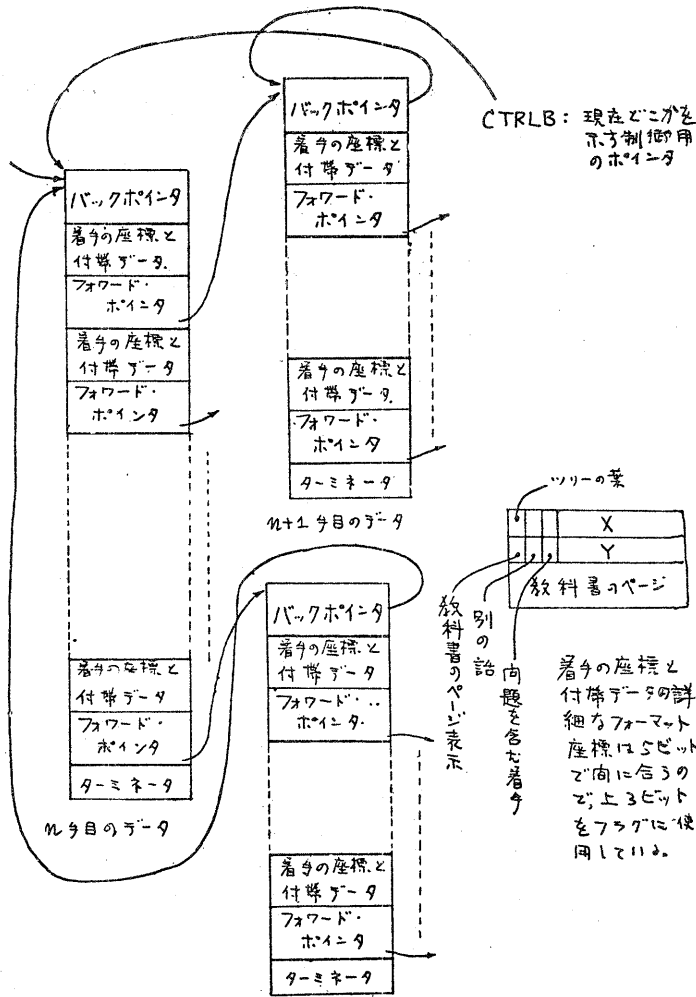 バックポインタ
着手の座標と
付帯データ
フォワード・
ポインタ
着手の座標と
付帯データ
フォワード・
ポインタ
ターミネータ
n+1手目のデータ
CTRLB: 現在どこかを
示す制御用
のポインタ
バックポインタ
着手の座標と
付帯データ.
フォワード・
ポインタ
着手の座標と
付帯データ
フォワード・
ポインタ
着手の座標と
付帯データ
フォワード・
ポインタ
ターミネータ
n手目のデータ
バックポインタ
着手の座標と
付帯データ
フォワード・
ポインタ
着手の座標と
付帯データ
フォワード・
ポインタ
ターミネータ
ツリーの葉
X
Y
教科書のページ
問題を含む着手
別の詰
教科書のページ表示
着手の座標と
付帯データの詳
細なフォーマット
座標は5ビット
で間に合うの
で,上3ビット
をフラグに使
用している。